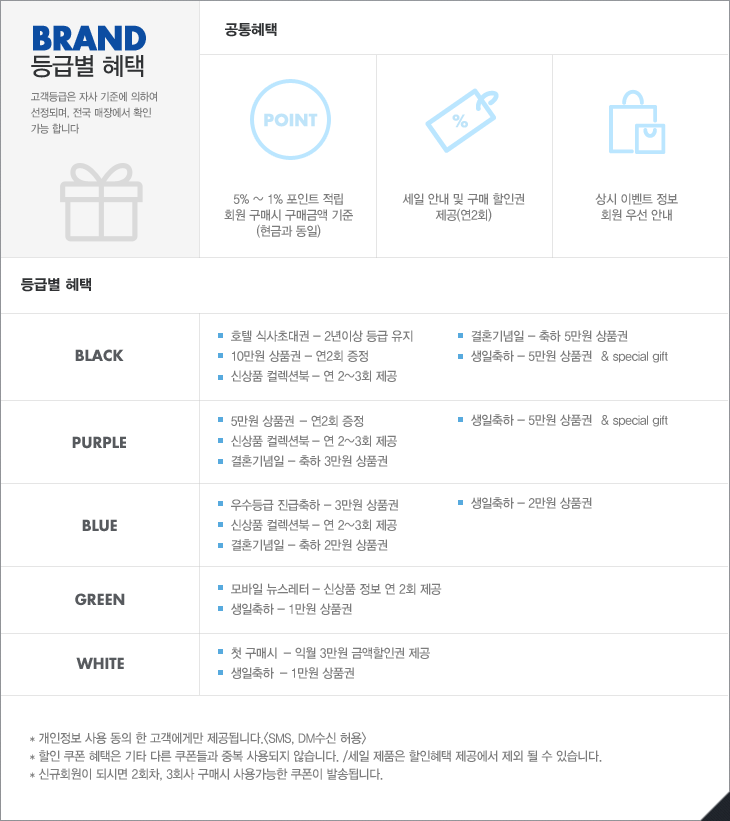 BRAND
등급별 혜택
고객등급은 자사 기준에 의하여
선정되며, 전국 매장에서 확인
가능 합니다
공통혜택
POINT
5% ~ 1% 포인트 적립
회원 구매시 구매금액 기준
(현금과 동일)
%
세일 안내 및 구매 할인권
제공(연2회)
상시 이벤트 정보
회원 우선 안내
등급별 혜택
BLACK
호텔 식사초대권 – 2년이상 등급 유지
10만원 상품권 – 연2회 증정
신상품 컬렉션북 – 연 2~3회 제공
결혼기념일 – 축하 5만원 상품권
생일축하 – 5만원 상품권 & special gift
PURPLE
5만원 상품권 – 연2회 증정
신상품 컬렉션북 – 연 2~3회 제공
결혼기념일 – 축하 3만원 상품권
생일축하 – 5만원 상품권 & special gift
BLUE
우수등급 진급축하 – 3만원 상품권
신상품 컬렉션북 – 연 2~3회 제공
결혼기념일 – 축하 2만원 상품권
생일축하 – 2만원 상품권
GREEN
모바일 뉴스레터 – 신상품 정보 연 2회 제공
생일축하 – 1만원 상품권
WHITE
첫 구매시 – 익월 3만원 금액할인권 제공
생일축하 – 1만원 상품권
* 개인정보 사용 동의 한 고객에게만 제공됩니다.<SMS, DM수신 허용>
* 할인 쿠폰 혜택은 기타 다른 쿠폰들과 중복 사용되지 않습니다. /세일 제품은 할인혜택 제공에서 제외 될 수 있습니다.
* 신규회원이 되시면 2회차, 3회사 구매시 사용가능한 쿠폰이 발송됩니다.